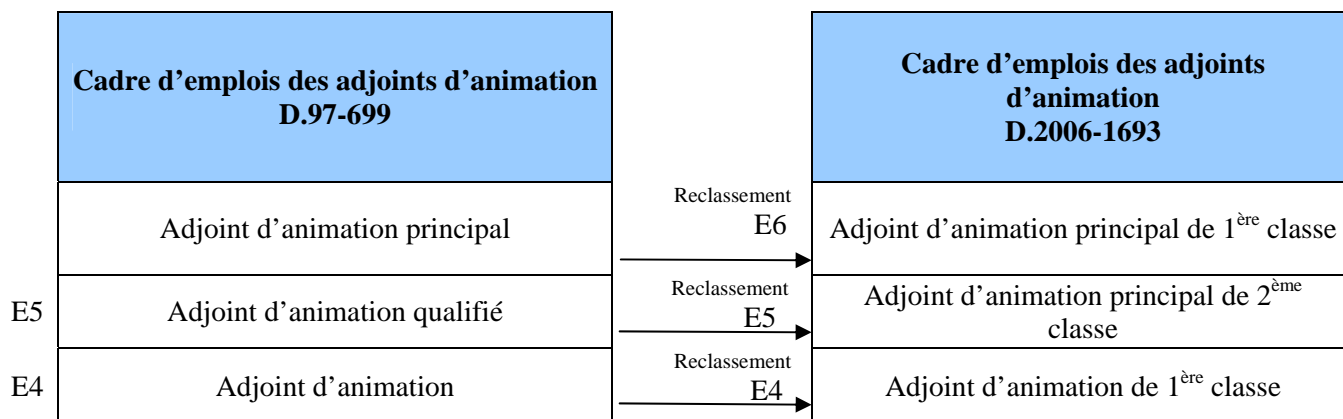 Cadre d'emplois des adjoints d'animation
D.97-699
Cadre d'emplois des adjoints
d'animation
D.2006-1693
Adjoint d'animation principal
Reclassement
E6
Adjoint d'animation principal de 1ère classe
E5
Adjoint d'animation qualifié
Reclassement
E5
Adjoint d'animation principal de 2ème
classe
E4
Adjoint d'animation
Reclassement
E4
Adjoint d'animation de 1ère classe